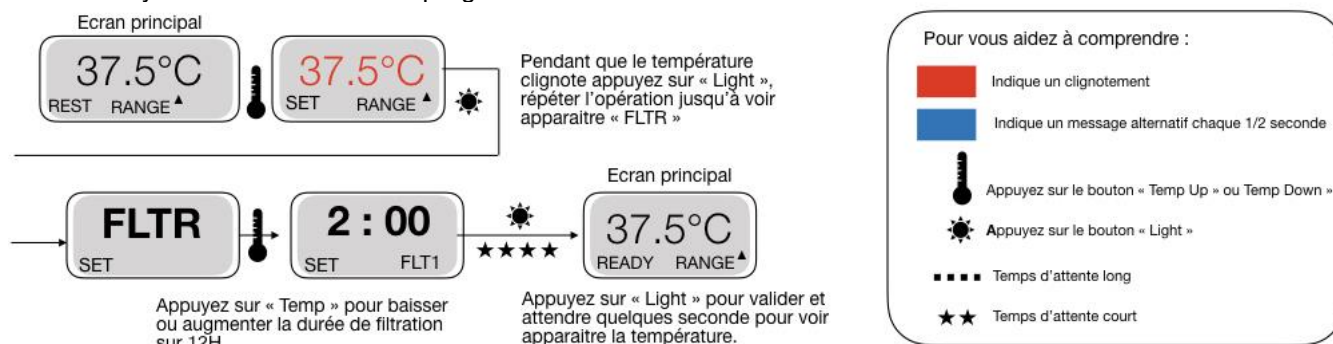 Ecran principal
37.5°C
REST RANGE
37.5°C
SET RANGE
Pendant que le température
clignote appuyez sur « Light »,
répéter l'opération jusqu'à voir
apparaitre « FLTR »
FLTR
SET
2 : 00
SET FLT1
Ecran principal
37.5°C
READY RANGE
Appuyez sur « Temp » pour baisser
ou augmenter la durée de filtration
sur 12H
Appuyez sur « Light » pour valider et
attendre quelques seconde pour voir
apparaitre la température.
Pour vous aidez à comprendre :
Indique un clignotement
Indique un message alternatif chaque 1/2 seconde
Appuyez sur le bouton « Temp Up » ou Temp Down »
Appuyez sur le bouton « Light »
Temps d'attente long
Temps d'attente court